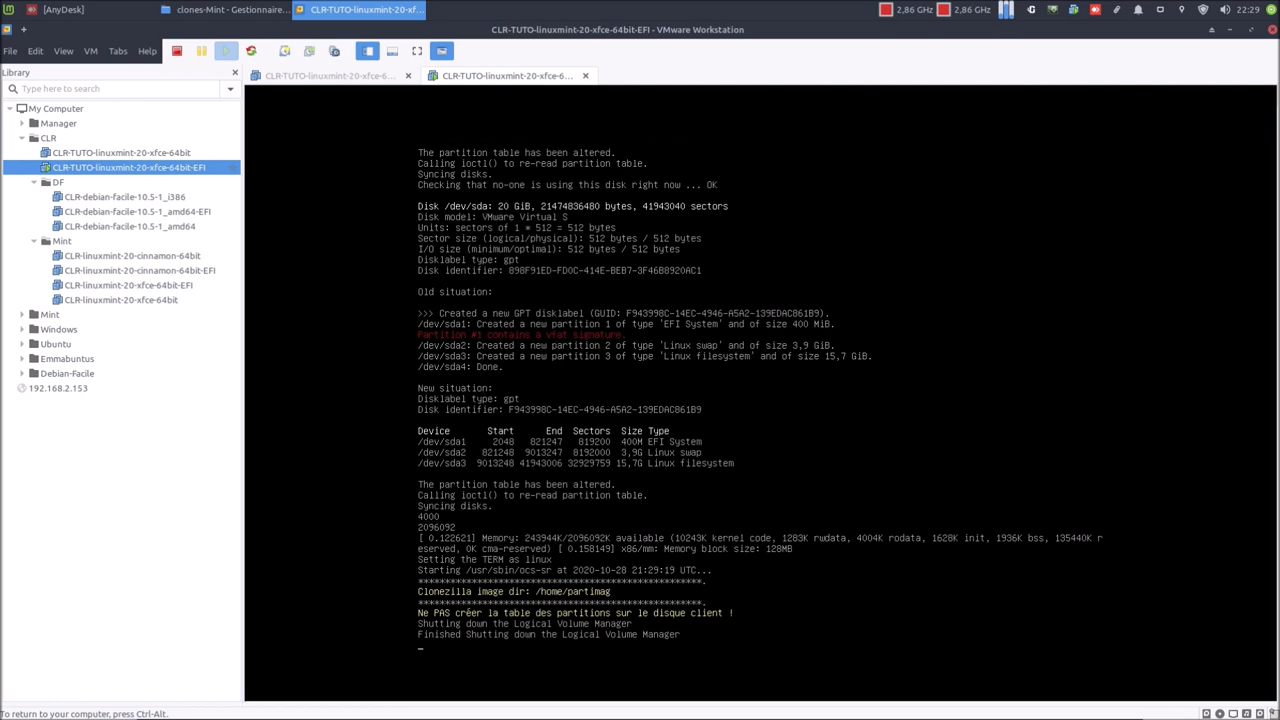 [AnyDesk]
clones-Mint - Gestionnaire...
CLR-TUTO-linuxmint-20-xf...
2,86 GHz
2,86 GHz
22:29
CLR-TUTO-linuxmint-20-xfce-64bit-EFI - VMware Workstation
File Edit View VM Tabs Help
Library
CLR-TUTO-linuxmint-20-xfce-6...
CLR-TUTO-linuxmint-20-xfce-6...
Type here to search
My Computer
Manager
CLR
CLR-TUTO-linuxmint-20-xfce-64bit
CLR-TUTO-linuxmint-20-xfce-64bit-EFI
DF
CLR-debian-facile-10.5-1_i386
CLR-debian-facile-10.5-1_amd64-EFI
CLR-debian-facile-10.5-1_amd64
Mint
CLR-linuxmint-20-cinnamon-64bit
CLR-linuxmint-20-cinnamon-64bit-EFI
CLR-linuxmint-20-xfce-64bit-EFI
CLR-linuxmint-20-xfce-64bit
Mint
Windows
Ubuntu
Emmabuntus
Debian-Facile
192.168.2.153
The partition table has been altered.
Calling ioctl() to re-read partition table.
Syncing disks.
Checking that no-one is using this disk right now ... OK
Disk /dev/sda: 20 GiB, 21474836480 bytes, 41943040 sectors
Disk model: VMware Virtual S
Units: sectors of 1 * 512 = 512 bytes
Sector size (logical/physical): 512 bytes / 512 bytes
I/O size (minimum/optimal): 512 bytes / 512 bytes
Disklabel type: gpt
Disk identifier: 898F91ED-FD0C-414E-BEB7-3F46B8920AC1
Old situation:
>>> Created a new GPT disklabel (GUID: F943998C-14EC-4946-A5A2-139EDAC861B9).
/dev/sda1: Created a new partition 1 of type 'EFI System' and of size 400 MiB.
Partition #1 contains a vfat signature.
/dev/sda2: Created a new partition 2 of type 'Linux swap' and of size 3,9 GiB.
/dev/sda3: Created a new partition 3 of type 'Linux filesystem' and of size 15,7 GiB.
/dev/sda4: Done.
New situation:
Disklabel type: gpt
Disk identifier: F943998C-14EC-4946-A5A2-139EDAC861B9
Device Start End Sectors Size Type
/dev/sda1 2048 821247 819200 400M EFI System
/dev/sda2 821248 9013247 8192000 3,9G Linux swap
/dev/sda3 9013248 41943006 32929759 15,7G Linux filesystem
The partition table has been altered.
Calling ioctl() to re-read partition table.
Syncing disks.
4000
2096092
[ 0.122621] Memory: 243944K/2096092K available (10243K kernel code, 1283K rwdata, 4004K rodata, 1628K init, 1936K bss, 135440K r
eserved, 0K cma-reserved) [ 0.158149] x86/mm: Memory block size: 128MB
Setting the TERM as linux
Starting /usr/sbin/ocs-sr at 2020-10-28 21:29:19 UTC...
*****************************************************.
Clonezilla image dir: /home/partimag
*****************************************************.
Ne PAS créer la table des partitions sur le disque client !
Shutting down the Logical Volume Manager
Finished Shutting down the Logical Volume Manager
_
To return to your computer, press Ctrl-Alt.